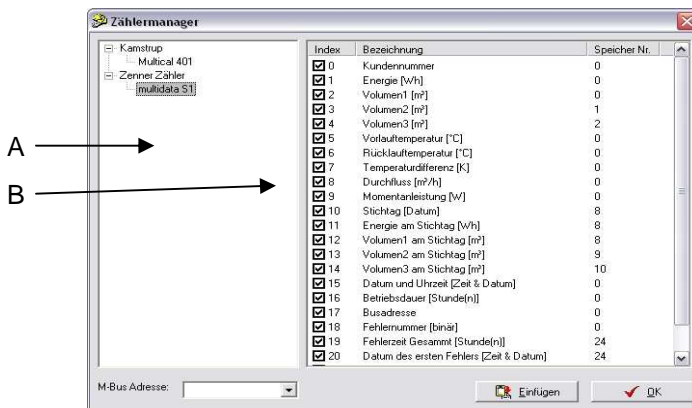 Zählermanager
Kamstrup
Multical 401
Zenner Zähler
multidata S1
A
B
Index Bezeichnung Speicher Nr.
0 Kundennummer 0
1 Energie [Wh] 0
2 Volumen1 [m³] 0
3 Volumen2 [m³] 1
4 Volumen3 [m³] 2
5 Vorlauftemperatur [°C] 0
6 Rücklauftemperatur [°C] 0
7 Temperaturdifferenz [K] 0
8 Durchfluss [m³/h] 0
9 Momentanleistung [W] 0
10 Stichtag [Datum] 8
11 Energie am Stichtag [Wh] 8
12 Volumen1 am Stichtag [m³] 8
13 Volumen2 am Stichtag [m³] 9
14 Volumen3 am Stichtag [m³] 10
15 Datum und Uhrzeit [Zeit & Datum] 0
16 Betriebsdauer [Stunde(n)] 0
17 Busadresse 0
18 Fehlernummer [binär] 0
19 Fehlerzeit Gesammt [Stunde(n)] 24
20 Datum des ersten Fehlers [Zeit & Datum] 24
M-Bus Adresse:
Einfügen
OK